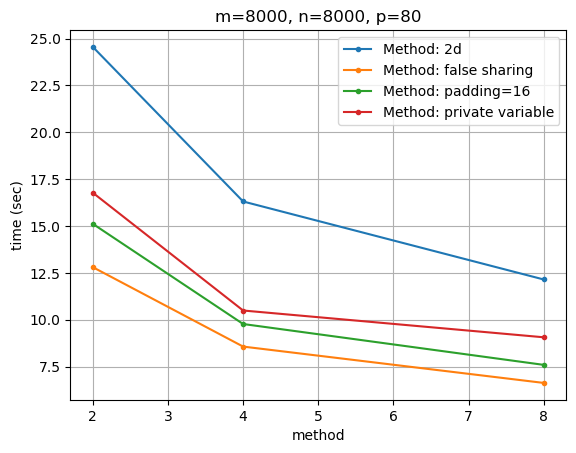 m=8000, n=8000, p=80
Method: 2d
Method: false sharing
Method: padding=16
Method: private variable
time (sec)
25.0
22.5
20.0
17.5
15.0
12.5
10.0
7.5
2 3 4 5 6 7 8
method